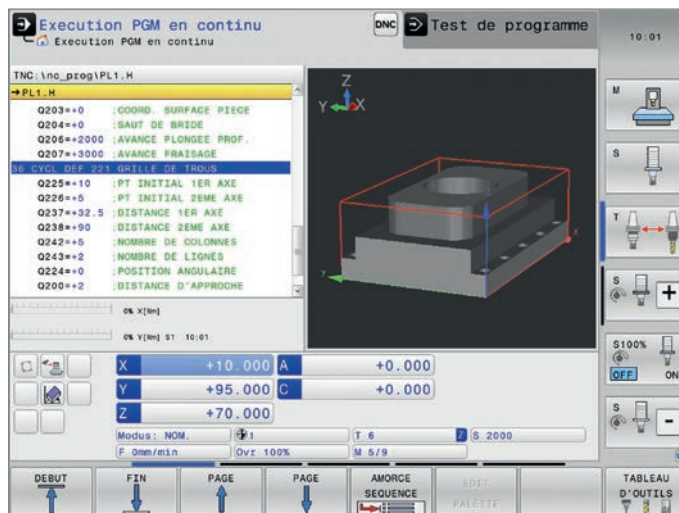 Execution PGM en continu
Execution PGM en continu
DNC
Test de programme
10:01
TNC:\nc_prog\PL1.H
→PL1.H
Q203=+0 ;COORD. SURFACE PIECE
Q204=+0 ;SAUT DE BRIDE
Q206=+2000 ;AVANCE PLONGEE PROF.
Q207=+3000 ;AVANCE FRAISAGE
36 CYCL DEF 221 GRILLE DE TROUS
Q225=+10 ;PT INITIAL 1ER AXE
Q226=+5 ;PT INITIAL 2EME AXE
Q237=+32.5 ;DISTANCE 1ER AXE
Q238=+90 ;DISTANCE 2EME AXE
Q242=+5 ;NOMBRE DE COLONNES
Q243=+2 ;NOMBRE DE LIGNES
Q224=+0 ;POSITION ANGULAIRE
Q200=+2 ;DISTANCE D'APPROCHE
Z
Y X
X
Y
0% X[Nm]
0% Y[Nm] S1 10:01
X +10.000 A +0.000
Y +95.000 C +0.000
Z +70.000
Modus: NOM. 1 T 6 Z S 2000
F 0mm/min Ovr 100% M 5/9
M
S
T
S +
S100%
OFF ON
S -
DEBUT
FIN
PAGE
PAGE
AMORCE
SEQUENCE
EDIT
PALETTE
TABLEAU
D'OUTILS